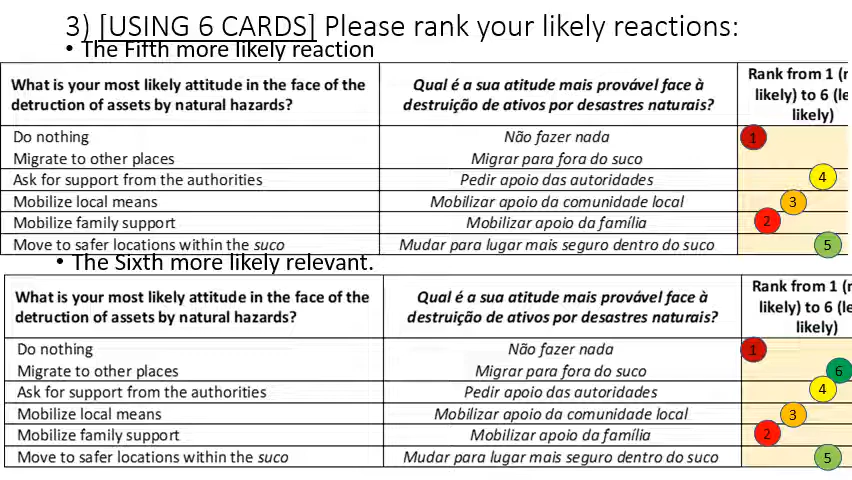 3) [USING 6 CARDS] Please rank your likely reactions:
• The Fifth more likely reaction
What is your most likely attitude in the face of the detruction of assets by natural hazards? Qual é a sua atitude mais provável face à destruição de ativos por desastres naturais? Rank from 1 likely) to 6 likely)
Do nothing Não fazer nada 1
Migrate to other places Migrar para fora do suco
Ask for support from the authorities Pedir apoio das autoridades 4
Mobilize local means Mobilizar apoio da comunidade local 3
Mobilize family support Mobilizar apoio da família 2
Move to safer locations within the suco Mudar para lugar mais seguro dentro do suco 5
• The Sixth more likely relevant.
What is your most likely attitude in the face of the detruction of assets by natural hazards? Qual é a sua atitude mais provável face à destruição de ativos por desastres naturais? Rank from 1 likely) to 6 likely)
Do nothing Não fazer nada 1
Migrate to other places Migrar para fora do suco 6
Ask for support from the authorities Pedir apoio das autoridades 4
Mobilize local means Mobilizar apoio da comunidade local 3
Mobilize family support Mobilizar apoio da família 2
Move to safer locations within the suco Mudar para lugar mais seguro dentro do suco 5